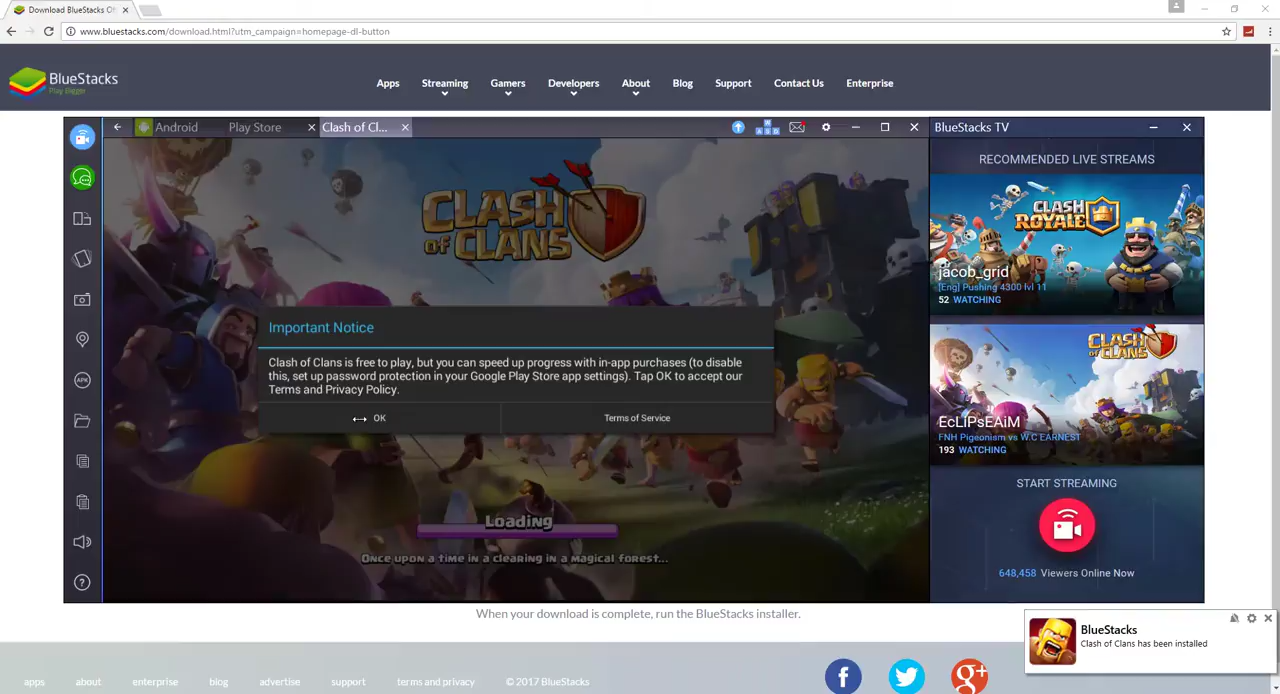 Download BlueStacks Of
www.bluestacks.com/download.html?utm_campaign=homepage-dl-button
BlueStacks
Play Bigger
Apps
Streaming
Gamers
Developers
About
Blog
Support
Contact Us
Enterprise
Android
Play Store
Clash of Cl...
BlueStacks TV
RECOMMENDED LIVE STREAMS
CLASH OF CLANS
CLASH ROYALE
jacob_grid
[Eng] Pushing 4300 lvl 11
52 WATCHING
Important Notice
Clash of Clans is free to play, but you can speed up progress with in-app purchases (to disable
this, set up password protection in your Google Play Store app settings). Tap OK to accept our
Terms and Privacy Policy.
OK
Terms of Service
CLASH OF CLANS
EcLiPsEAiM
FNH Pigeonism vs W.C EARNEST
193 WATCHING
APK
START STREAMING
648,458 Viewers Online Now
Loading
Once upon a time in a clearing in a magical forest...
When your download is complete, run the BlueStacks installer.
BlueStacks
Clash of Clans has been installed
apps
about
enterprise
blog
advertise
support
terms and privacy
© 2017 BlueStacks